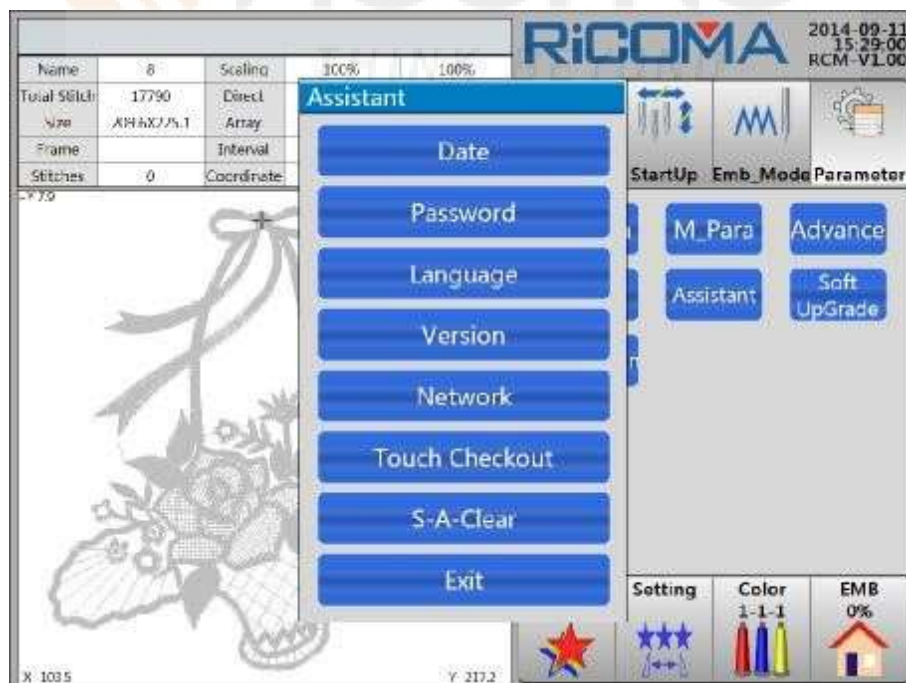 RiCOMA
2014-09-11
15:29:00
RCM-V1.00
Name 8 Scaling 100% 100%
Total Stitch 17790 Direct
Size Array
Frame Interval
Stitches 0 Coordinate
Assistant
Date
Password
Language
Version
Network
Touch Checkout
S-A-Clear
Exit
StartUp Emb_Mode Parameter
M_Para Advance
Assistant Soft
UpGrade
Setting Color EMB
1-1-1 0%
X 103.5 Y 217.2